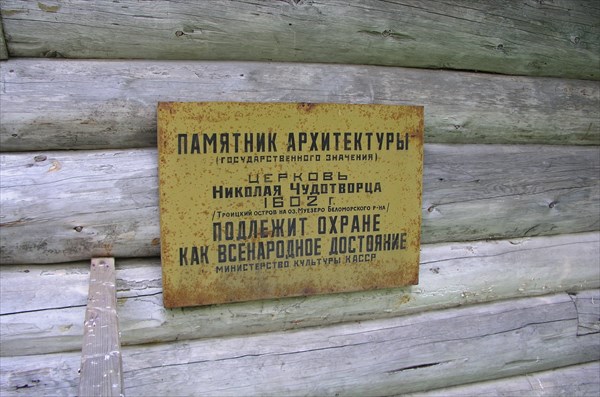 ПАМЯТНИК АРХИТЕКТУРЫ
(ГОСУДАРСТВЕННОГО ЗНАЧЕНИЯ)
ЦЕРКОВЬ
НИКОЛАЯ ЧУДОТВОРЦА
1602 Г.
/ТРОИЦКИЙ ОСТРОВ НА ОЗ. МУЕЗЕРО БЕЛОМОРСКОГО Р-НА/
ПОДЛЕЖИТ ОХРАНЕ
КАК ВСЕНАРОДНОЕ ДОСТОЯНИЕ
МИНИСТЕРСТВО КУЛЬТУРЫ КАССР